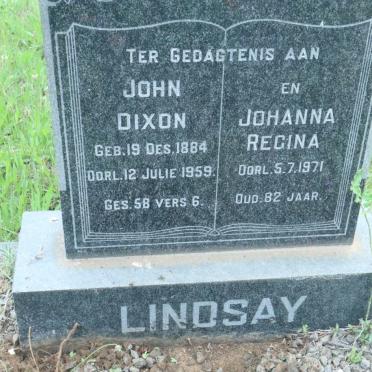 TER GEDAGTENIS AAN
JOHN
DIXON
GEB. 19 DES. 1884
OORL. 12 JULIE 1959.
GES. 58 VERS 6.
EN
JOHANNA
REGINA
OORL. 5.7.1971
OUD. 82 JAAR.
LINDSAY